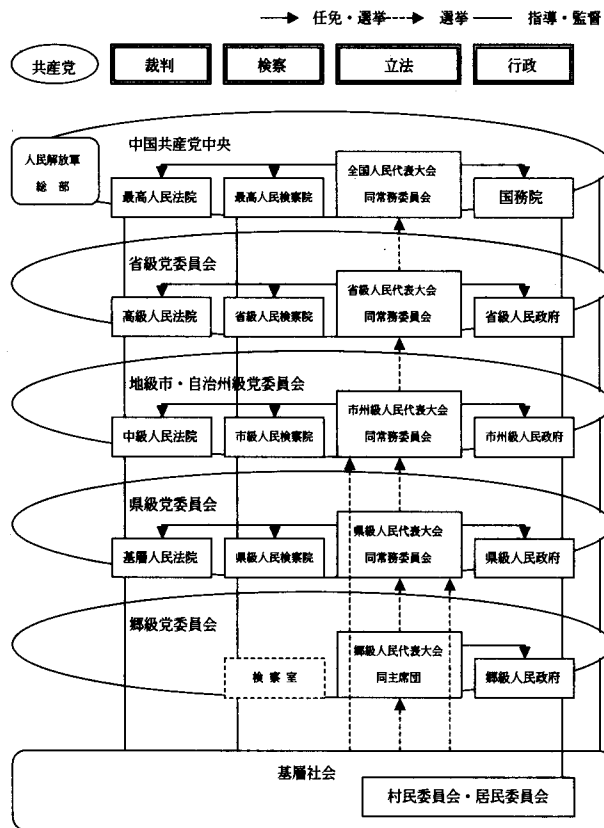 任免・選挙 選挙 指導・監督
共産党 裁判 検察 立法 行政
中国共産党中央
人民解放軍
総 部
全国人民代表大会
同常務委員会
最高人民法院 最高人民検察院 国務院
省級党委員会
省級人民代表大会
同常務委員会
高級人民法院 省級人民検察院 省級人民政府
地級市・自治州級党委員会
市州級人民代表大会
同常務委員会
中級人民法院 市級人民検察院 市州級人民政府
県級党委員会
県級人民代表大会
同常務委員会
基層人民法院 県級人民検察院 県級人民政府
郷級党委員会
郷級人民代表大会
同主席団
検 察 室 郷級人民政府
基層社会
村民委員会・居民委員会